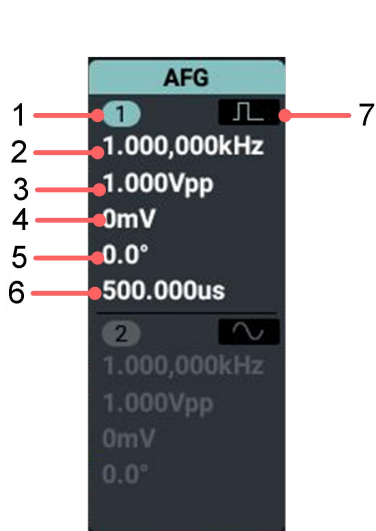 AFG
1 1 7
2 1.000,000kHz
3 1.000Vpp
4 0mV
5 0.0°
6 500.000us
2
1.000,000kHz
1.000Vpp
0mV
0.0°